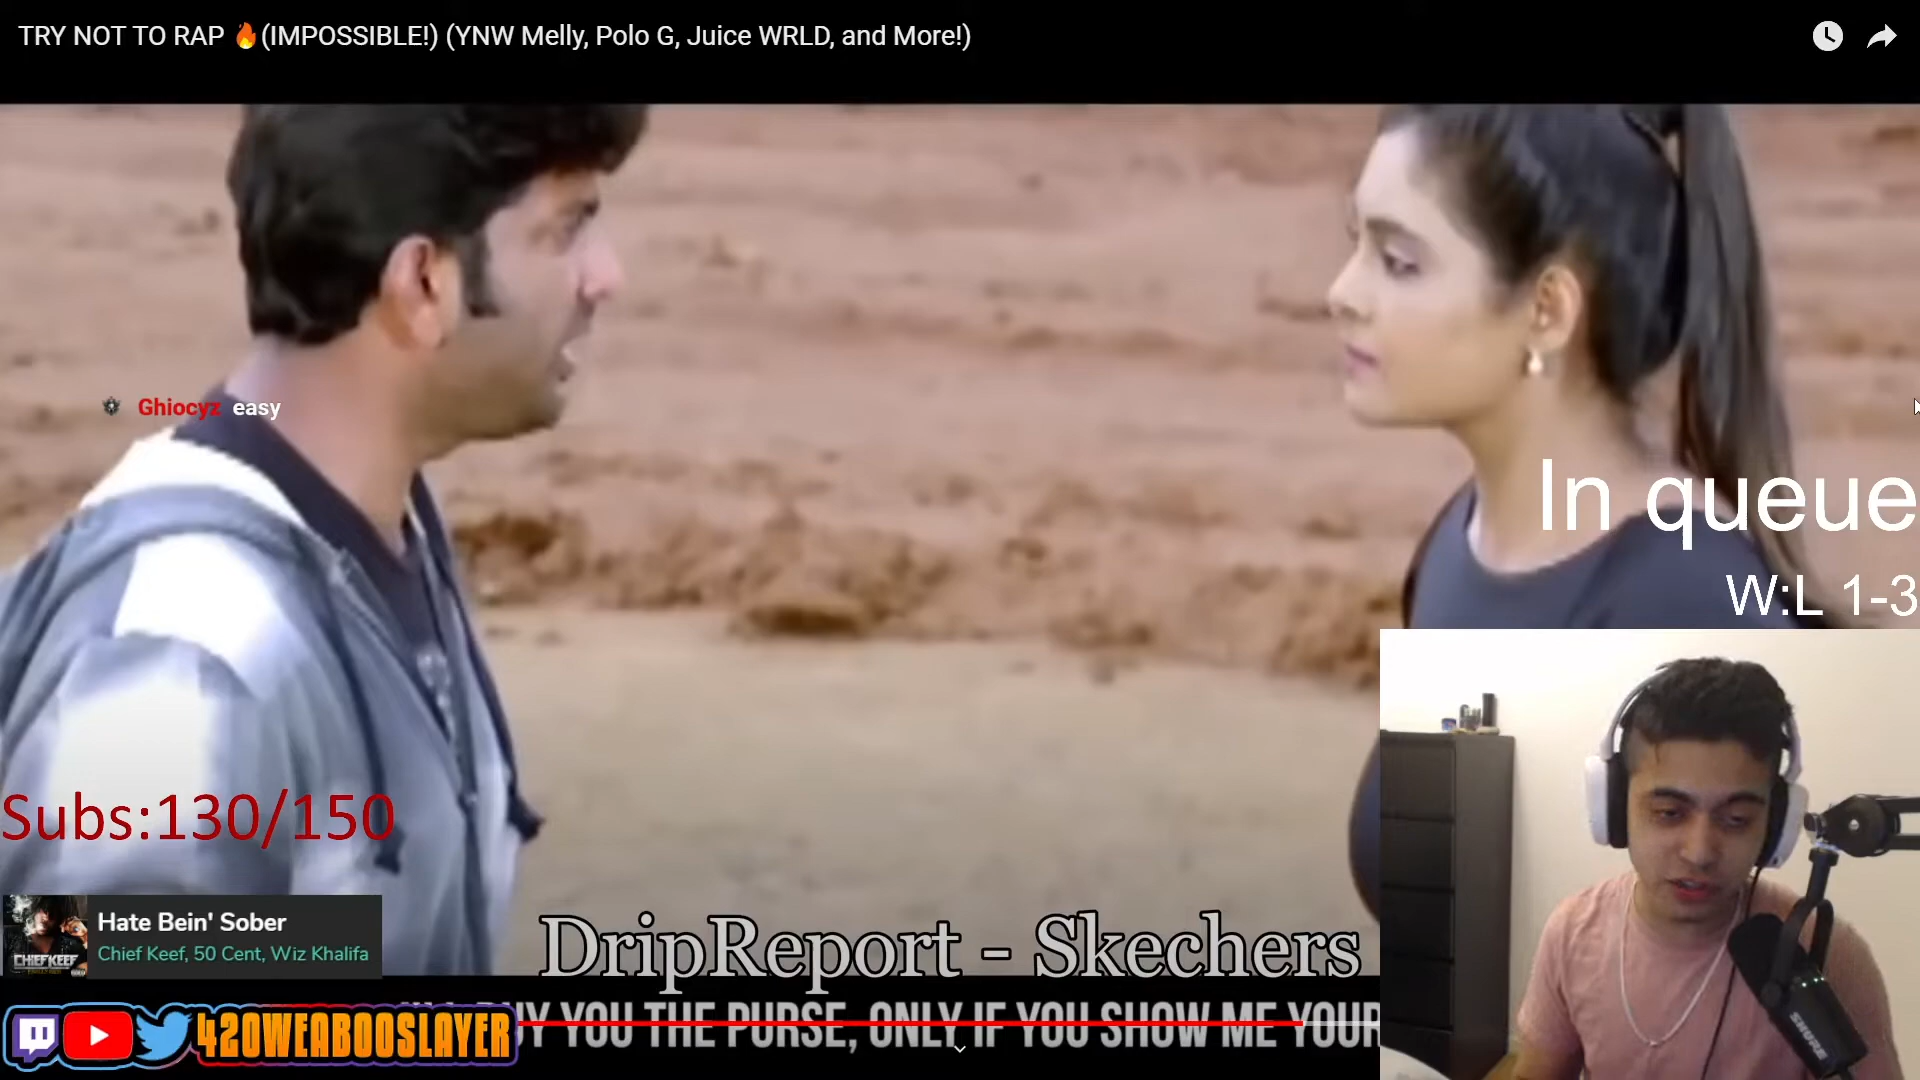 TRY NOT TO RAP 🔥(IMPOSSIBLE!) (YNW Melly, Polo G, Juice WRLD, and More!)
Ghiocyz easy
In queue
W:L 1-3
Subs:130/150
Hate Bein' Sober
Chief Keef, 50 Cent, Wiz Khalifa
CHIEF KEEF
DripReport - Skechers
YOU THE PURSE, ONLY IF YOU SHOW ME YOUR
420WEABOOSLAYER
SHURE